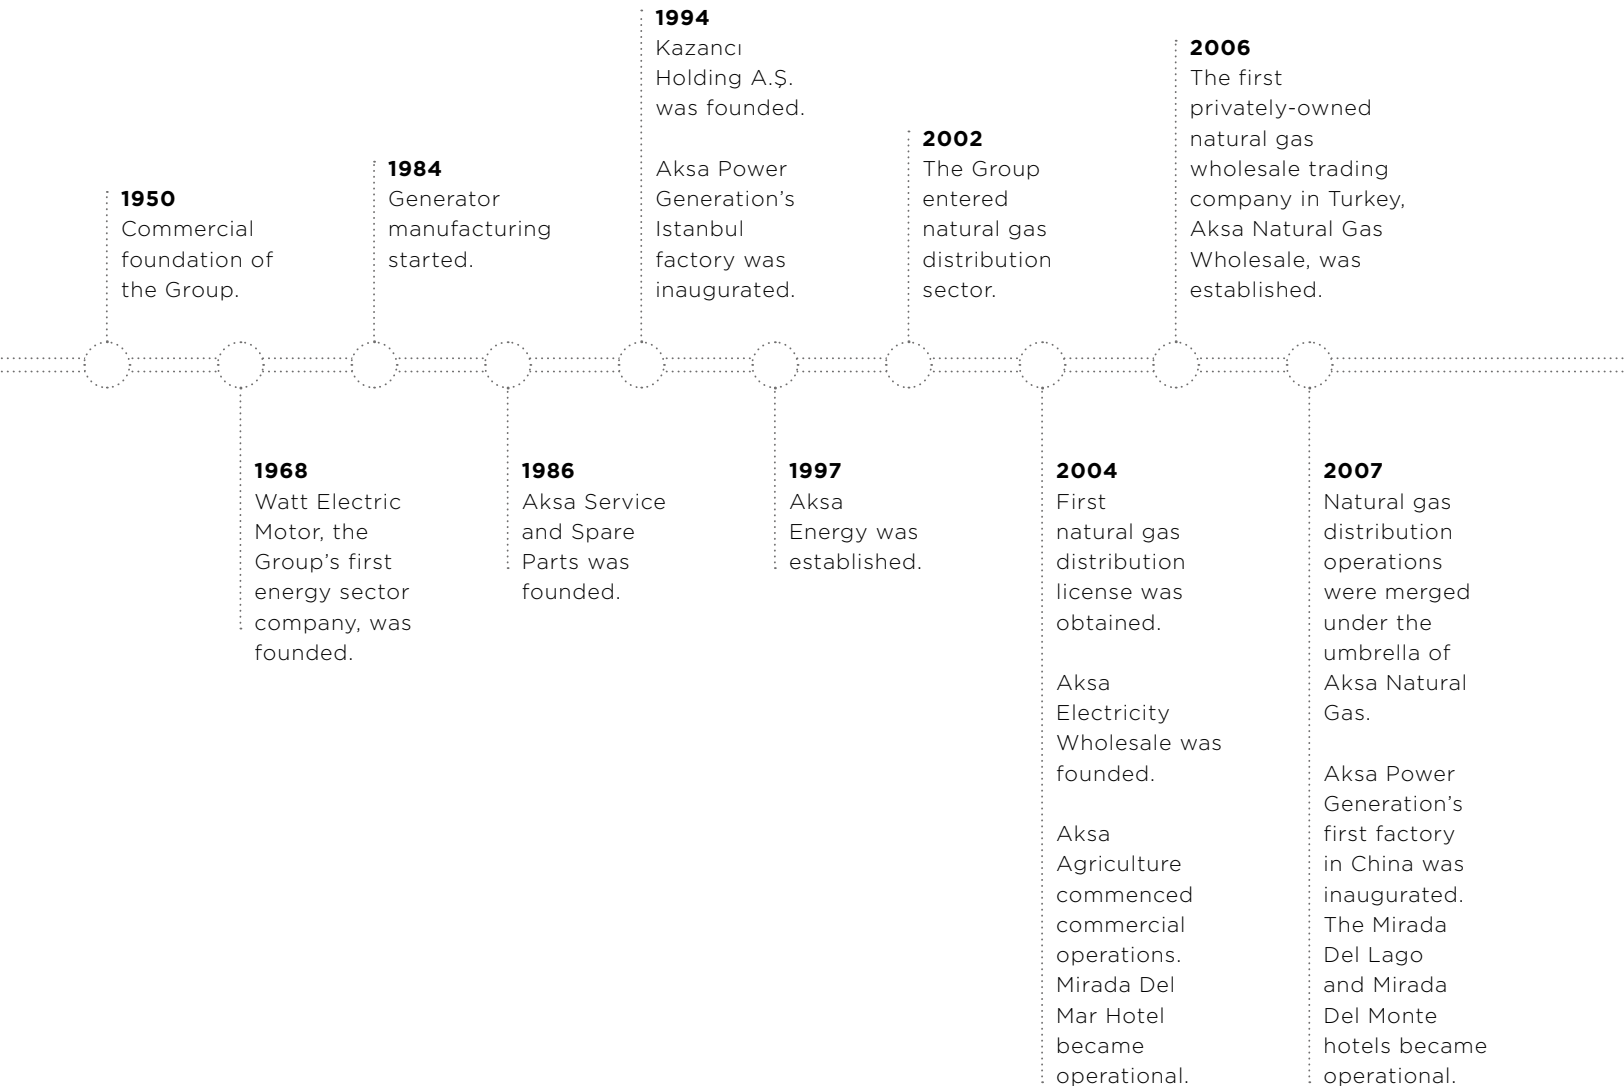 1950
Commercial
foundation of
the Group.
1968
Watt Electric
Motor, the
Group’s first
energy sector
company, was
founded.
1984
Generator
manufacturing
started.
1986
Aksa Service
and Spare
Parts was
founded.
1994
Kazancı
Holding A.Ş.
was founded.
Aksa Power
Generation’s
Istanbul
factory was
inaugurated.
1997
Aksa
Energy was
established.
2002
The Group
entered
natural gas
distribution
sector.
2004
First
natural gas
distribution
license was
obtained.
Aksa
Electricity
Wholesale was
founded.
Aksa
Agriculture
commenced
commercial
operations.
Mirada Del
Mar Hotel
became
operational.
2006
The first
privately-owned
natural gas
wholesale trading
company in Turkey,
Aksa Natural Gas
Wholesale, was
established.
2007
Natural gas
distribution
operations
were merged
under the
umbrella of
Aksa Natural
Gas.
Aksa Power
Generation’s
first factory
in China was
inaugurated.
The Mirada
Del Lago
and Mirada
Del Monte
hotels became
operational.